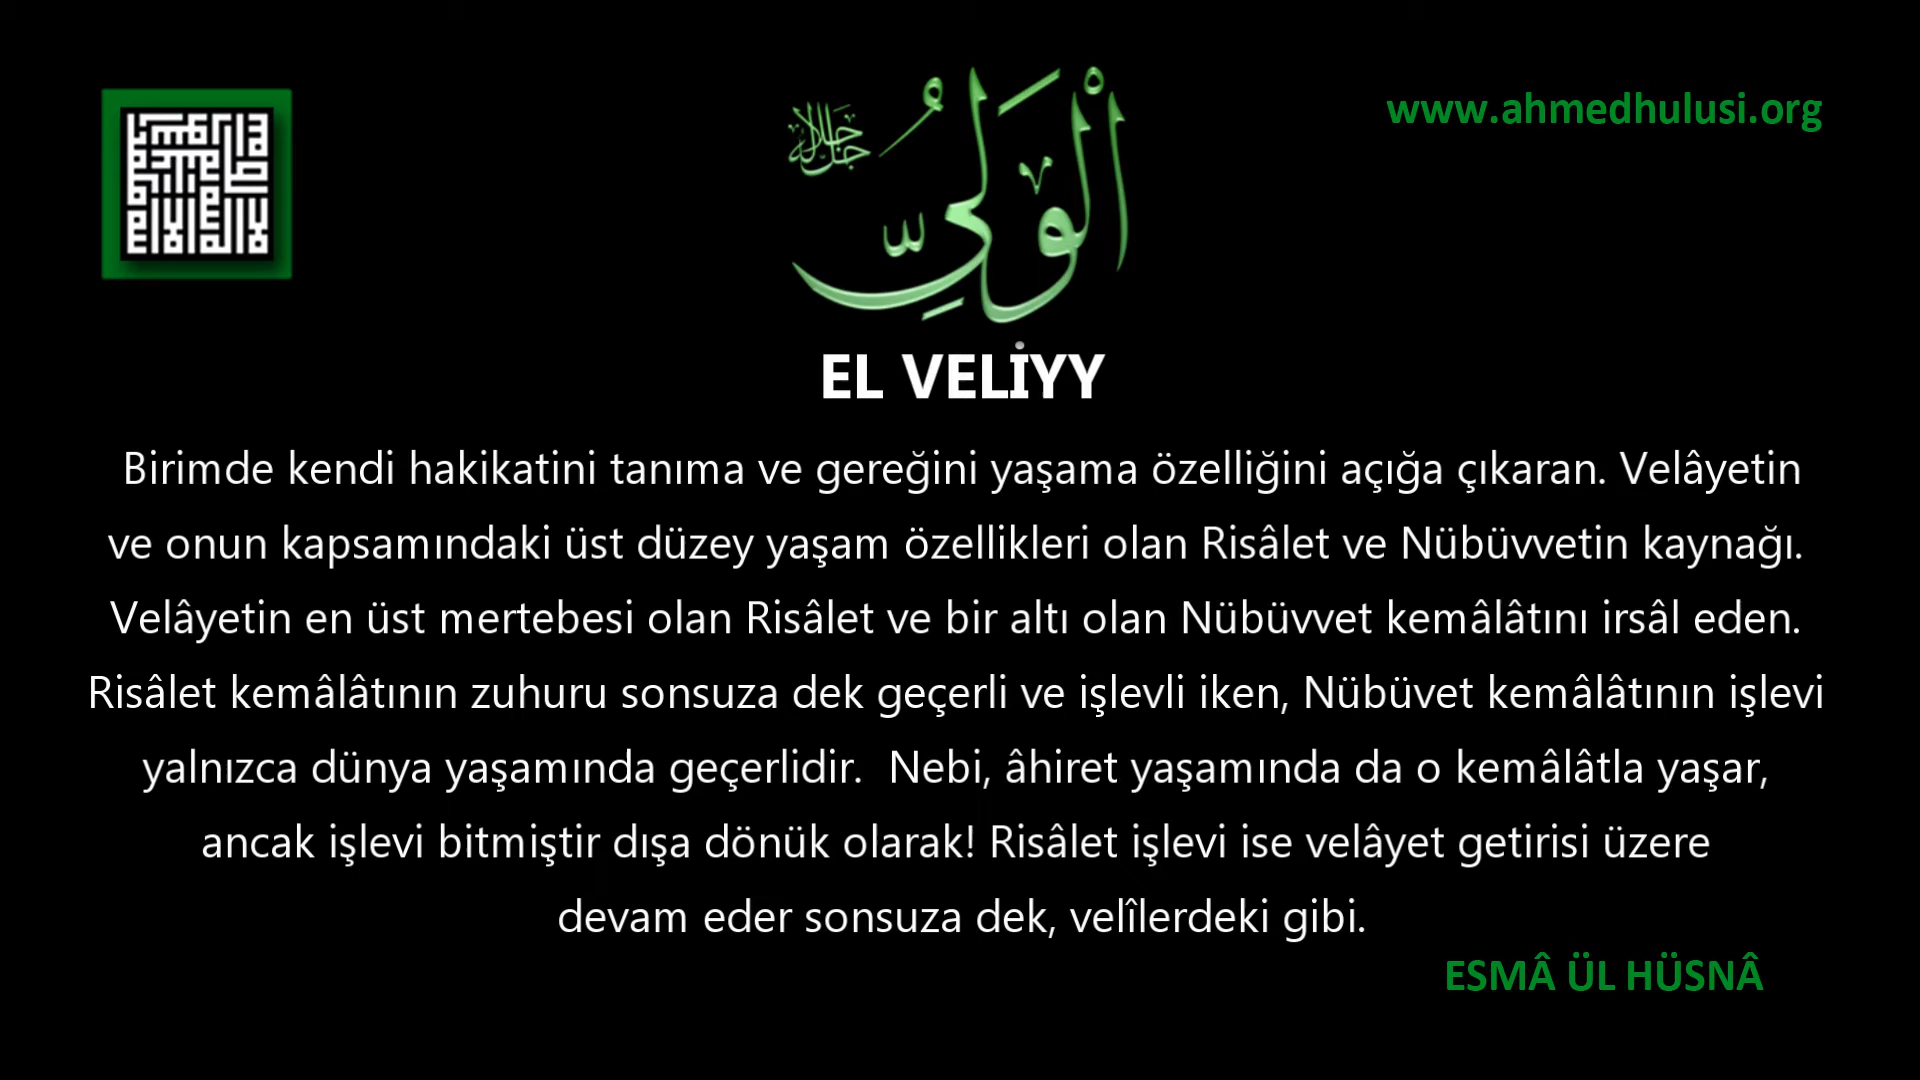 www.ahmedhulusi.org
اَلْوَلِيُّ
جل جلاله
EL VELİYY
Birimde kendi hakikatini tanıma ve gereğini yaşama özelliğini açığa çıkaran. Velâyetin
ve onun kapsamındaki üst düzey yaşam özellikleri olan Risâlet ve Nübüvvetin kaynağı.
Velâyetin en üst mertebesi olan Risâlet ve bir altı olan Nübüvvet kemâlâtını irsâl eden.
Risâlet kemâlâtının zuhuru sonsuza dek geçerli ve işlevli iken, Nübüvet kemâlâtının işlevi
yalnızca dünya yaşamında geçerlidir.  Nebi, âhiret yaşamında da o kemâlâtla yaşar,
ancak işlevi bitmiştir dışa dönük olarak! Risâlet işlevi ise velâyet getirisi üzere
devam eder sonsuza dek, velîlerdeki gibi.
ESMÂ ÜL HÜSNÂ